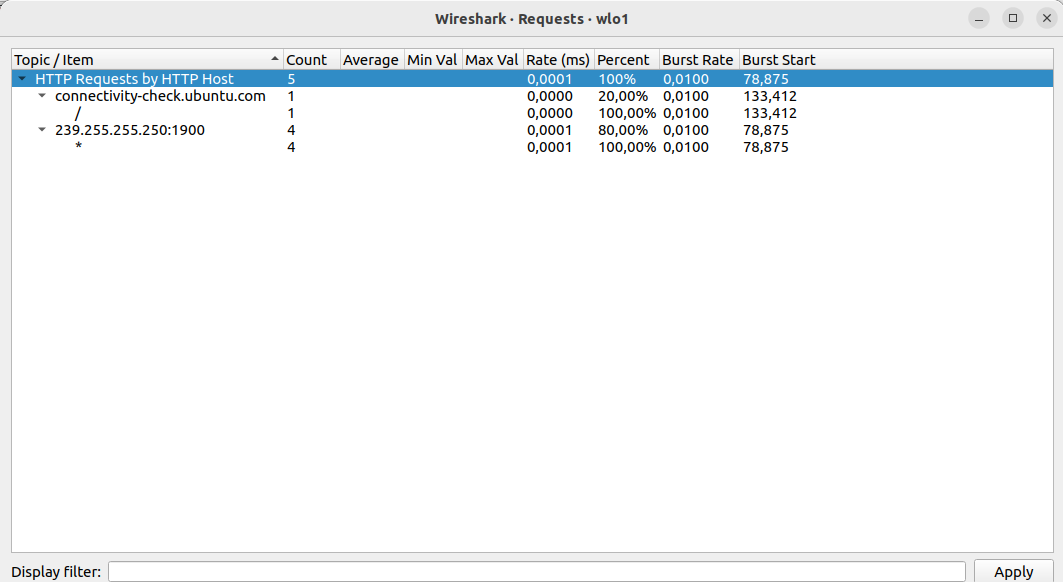 Wireshark · Requests · wlo1
Topic / Item Count Average Min Val Max Val Rate (ms) Percent Burst Rate Burst Start
HTTP Requests by HTTP Host 5 0,0001 100% 0,0100 78,875
connectivity-check.ubuntu.com 1 0,0000 20,00% 0,0100 133,412
/ 1 0,0000 100,00% 0,0100 133,412
239.255.255.250:1900 4 0,0001 80,00% 0,0100 78,875
* 4 0,0001 100,00% 0,0100 78,875
Display filter: Apply